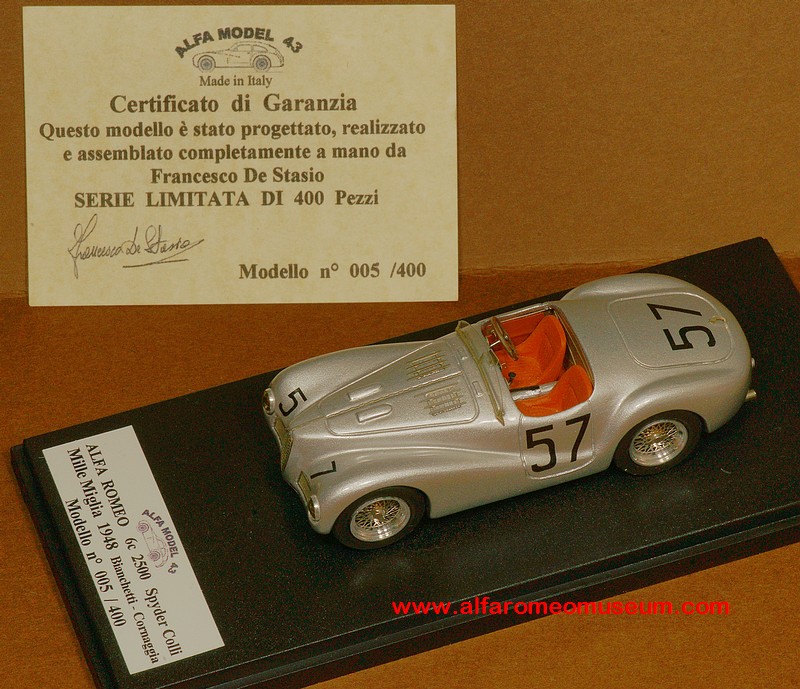 ALFA MODEL 43
Made in Italy
Certificato di Garanzia
Questo modello è stato progettato, realizzato
e assemblato completamente a mano da
Francesco De Stasio
SERIE LIMITATA DI 400 Pezzi
Francesco De Stasio
Modello n° 005 /400
57
5
57
7
ALFA MODEL 43
ALFA ROMEO 6c 2500 Spyder Colli
Mille Miglia 1948 Bianchetti - Cornaggia
Modello n° 005 / 400
www.alfaromeomuseum.com